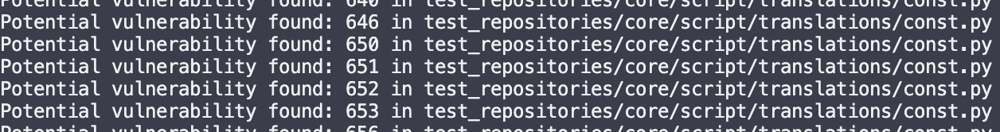 Potential vulnerability found: 640 in test_repositories/core/script/translations/const.py
Potential vulnerability found: 646 in test_repositories/core/script/translations/const.py
Potential vulnerability found: 650 in test_repositories/core/script/translations/const.py
Potential vulnerability found: 651 in test_repositories/core/script/translations/const.py
Potential vulnerability found: 652 in test_repositories/core/script/translations/const.py
Potential vulnerability found: 653 in test_repositories/core/script/translations/const.py
Potential vulnerability found: 656 in test_repositories/core/script/translations/const.py